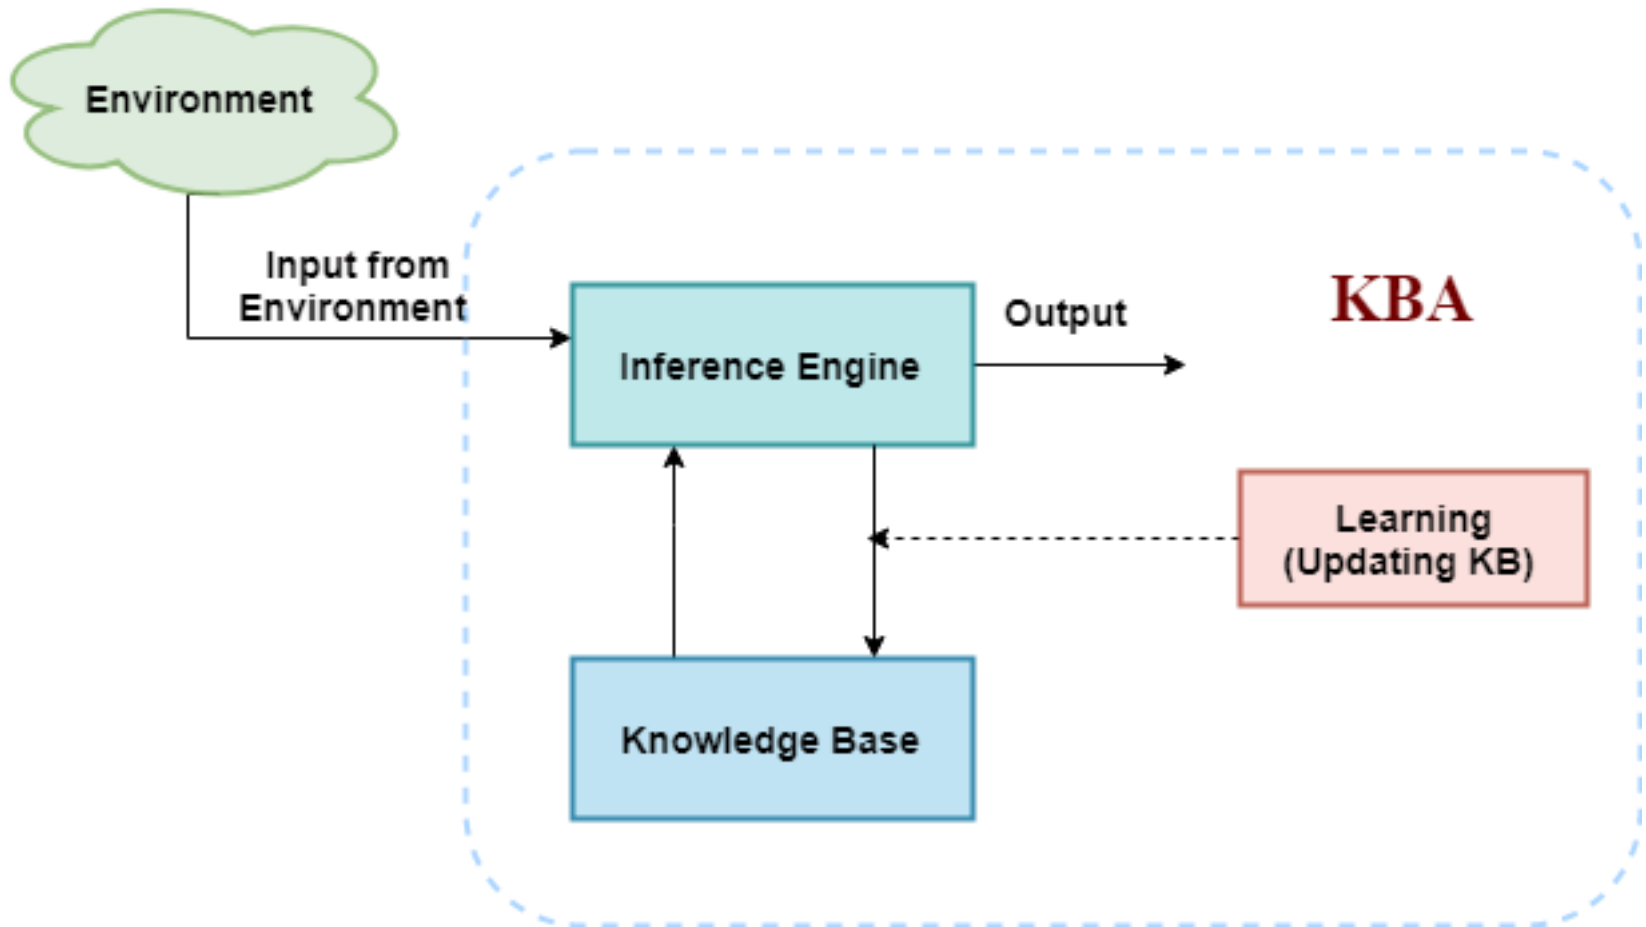 Environment
Input from
Environment
Inference Engine
Output
KBA
Learning
(Updating KB)
Knowledge Base